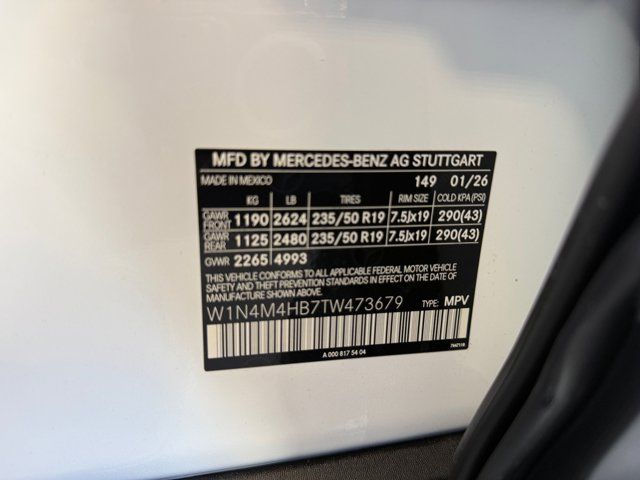 MFD BY MERCEDES-BENZ AG STUTTGART
MADE IN MEXICO 149 01/26
KG LB TIRES RIM SIZE COLD KPA (PSI)
GAWR FRONT 1190 2624 235/50 R19 7.5Jx19 290(43)
GAWR REAR 1125 2480 235/50 R19 7.5Jx19 290(43)
GVWR 2265 4993
THIS VEHICLE CONFORMS TO ALL APPLICABLE FEDERAL MOTOR VEHICLE
SAFETY AND THEFT PREVENTION STANDARDS IN EFFECT ON THE DATE OF
MANUFACTURE SHOWN ABOVE.
W1N4M4HB7TW473679 TYPE: MPV
A 000 817 54 04